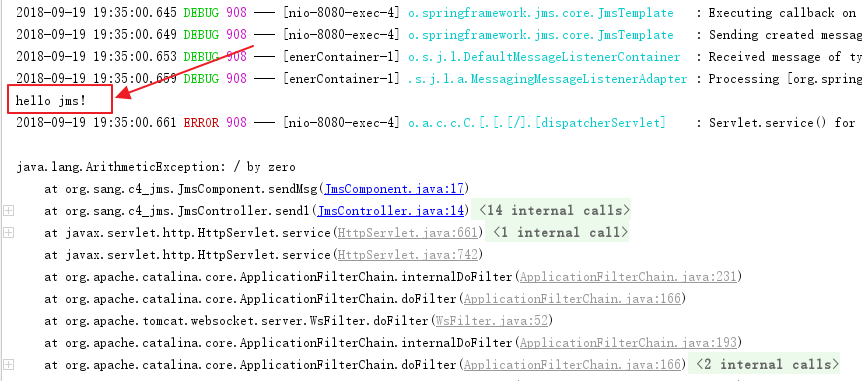 2018-09-19 19:35:00.645 DEBUG 908 --- [nio-8080-exec-4] o.springframework.jms.core.JmsTemplate : Executing callback on
2018-09-19 19:35:00.649 DEBUG 908 --- [nio-8080-exec-4] o.springframework.jms.core.JmsTemplate : Sending created messag
2018-09-19 19:35:00.653 DEBUG 908 --- [enerContainer-1] o.s.j.l.DefaultMessageListenerContainer : Received message of ty
2018-09-19 19:35:00.659 DEBUG 908 --- [enerContainer-1] .s.j.l.a.MessagingMessageListenerAdapter : Processing [org.spring
hello jms!
2018-09-19 19:35:00.661 ERROR 908 --- [nio-8080-exec-4] o.a.c.c.C.[.[.[/].[dispatcherServlet] : Servlet.service() for
java.lang.ArithmeticException: / by zero
at org.sang.c4_jms.JmsComponent.sendMsg(JmsComponent.java:17)
at org.sang.c4_jms.JmsController.send1(JmsController.java:14) <14 internal calls>
at javax.servlet.http.HttpServlet.service(HttpServlet.java:661) <1 internal call>
at javax.servlet.http.HttpServlet.service(HttpServlet.java:742)
at org.apache.catalina.core.ApplicationFilterChain.internalDoFilter(ApplicationFilterChain.java:231)
at org.apache.catalina.core.ApplicationFilterChain.doFilter(ApplicationFilterChain.java:166)
at org.apache.tomcat.websocket.server.WsFilter.doFilter(WsFilter.java:52)
at org.apache.catalina.core.ApplicationFilterChain.internalDoFilter(ApplicationFilterChain.java:193)
at org.apache.catalina.core.ApplicationFilterChain.doFilter(ApplicationFilterChain.java:166) <2 internal calls>